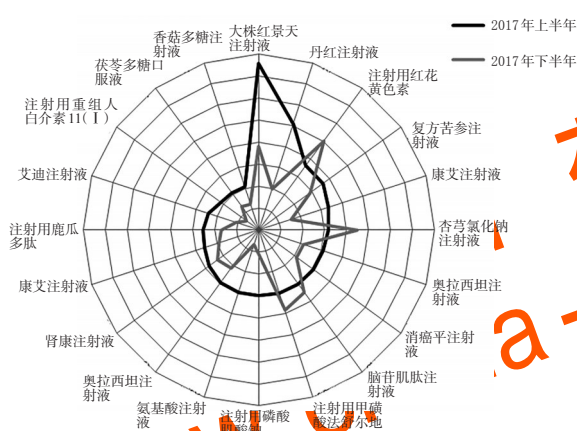 大株红景天
注射液
丹红注射液
注射用红花
黄色素
复方苦参注
射液
康艾注射液
杏芎氯化钠
注射液
奥拉西坦注
射液
消癌平注射
液
脑苷肌肽注
射液
注射用甲磺
酸法舒尔地
注射用磷酸
肌酸钠
氨基酸注射
液
奥拉西坦注
射液
肾康注射液
康艾注射液
注射用鹿瓜
多肽
艾迪注射液
注射用重组人
白介素11(Ⅰ)
茯苓多糖口
服液
香菇多糖注
射液
2017年上半年
2017年下半年